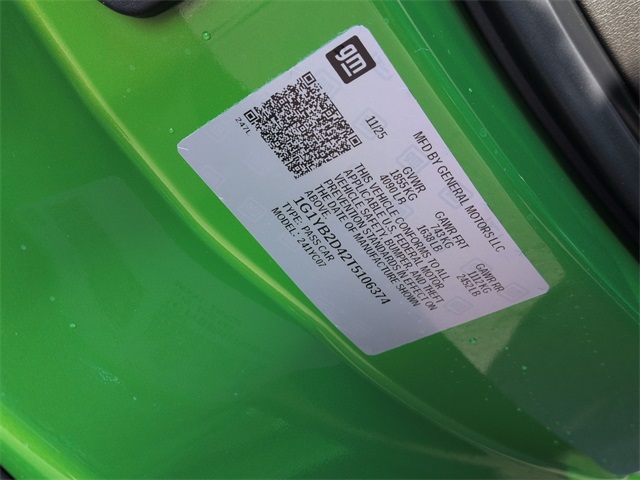 gm
247L
11/25
MFD BY GENERAL MOTORS LLC
GVWR
1855 KG
4090 LB
GAWR FRT
743 KG
1638 LB
GAWR RR
1112 KG
2452 LB
THIS VEHICLE CONFORMS TO ALL
APPLICABLE U.S. FEDERAL MOTOR
VEHICLE SAFETY, BUMPER, AND THEFT
PREVENTION STANDARDS IN EFFECT ON
THE DATE OF MANUFACTURE SHOWN
ABOVE.
1G1YB2D42T5106374
TYPE: PASS CAR
MODEL: 241YC07